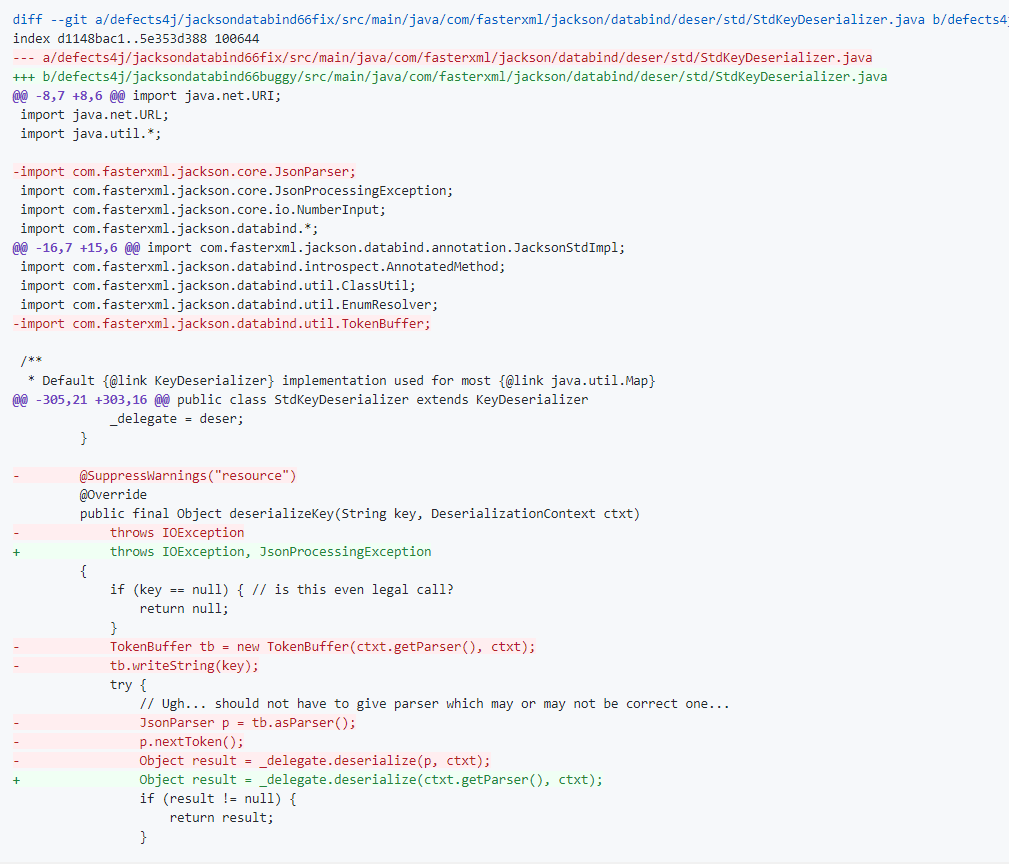 diff --git a/defects4j/jacksondatabind66fix/src/main/java/com/fasterxml/jackson/databind/deser/std/StdKeyDeserializer.java b/defects4j
index d1148bac1..5e353d388 100644
--- a/defects4j/jacksondatabind66fix/src/main/java/com/fasterxml/jackson/databind/deser/std/StdKeyDeserializer.java
+++ b/defects4j/jacksondatabind66buggy/src/main/java/com/fasterxml/jackson/databind/deser/std/StdKeyDeserializer.java
@@ -8,7 +8,6 @@ import java.net.URI;
 import java.net.URL;
 import java.util.*;

-import com.fasterxml.jackson.core.JsonParser;
 import com.fasterxml.jackson.core.JsonProcessingException;
 import com.fasterxml.jackson.core.io.NumberInput;
 import com.fasterxml.jackson.databind.*;
@@ -16,7 +15,6 @@ import com.fasterxml.jackson.databind.annotation.JacksonStdImpl;
 import com.fasterxml.jackson.databind.introspect.AnnotatedMethod;
 import com.fasterxml.jackson.databind.util.ClassUtil;
 import com.fasterxml.jackson.databind.util.EnumResolver;
-import com.fasterxml.jackson.databind.util.TokenBuffer;

 /**
  * Default {@link KeyDeserializer} implementation used for most {@link java.util.Map}
@@ -305,21 +303,16 @@ public class StdKeyDeserializer extends KeyDeserializer
             _delegate = deser;
         }

-        @SuppressWarnings("resource")
         @Override
         public final Object deserializeKey(String key, DeserializationContext ctxt)
-            throws IOException
+            throws IOException, JsonProcessingException
         {
             if (key == null) { // is this even legal call?
                 return null;
             }
-            TokenBuffer tb = new TokenBuffer(ctxt.getParser(), ctxt);
-            tb.writeString(key);
             try {
                 // Ugh... should not have to give parser which may or may not be correct one...
-                JsonParser p = tb.asParser();
-                p.nextToken();
-                Object result = _delegate.deserialize(p, ctxt);
+                Object result = _delegate.deserialize(ctxt.getParser(), ctxt);
                 if (result != null) {
                     return result;
                 }